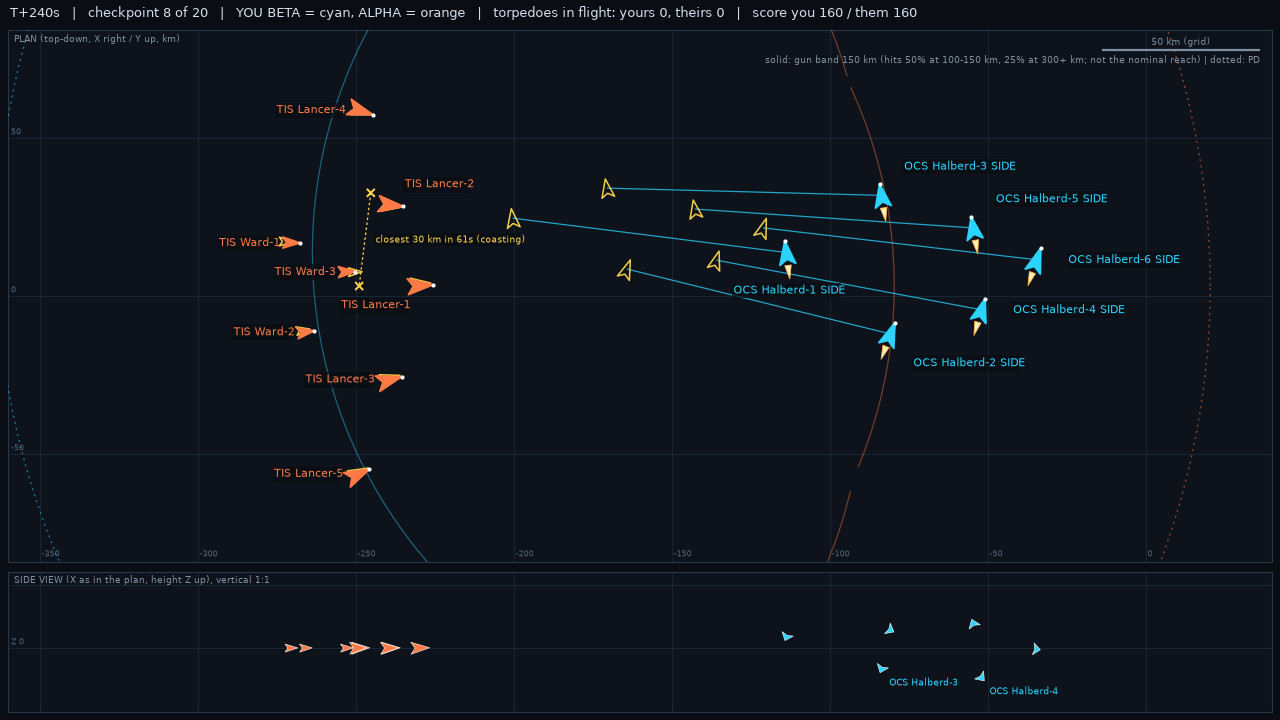 T+240s | checkpoint 8 of 20 | YOU BETA = cyan, ALPHA = orange | torpedoes in flight: yours 0, theirs 0 | score you 160 / them 160
PLAN (top-down, X right / Y up, km)
50 km (grid)
solid: gun band 150 km (hits 50% at 100-150 km, 25% at 300+ km; not the nominal reach) | dotted: PD
TIS Lancer-4
50
OCS Halberd-3 SIDE
TIS Lancer-2
OCS Halberd-5 SIDE
TIS Ward-1
closest 30 km in 61s (coasting)
OCS Halberd-6 SIDE
TIS Ward-3
0
OCS Halberd-1 SIDE
TIS Lancer-1
OCS Halberd-4 SIDE
TIS Ward-2
OCS Halberd-2 SIDE
TIS Lancer-3
-50
TIS Lancer-5
-350
-300
-250
-200
-150
-100
-50
0
SIDE VIEW (X as in the plan, height Z up), vertical 1:1
Z 0
OCS Halberd-3
OCS Halberd-4